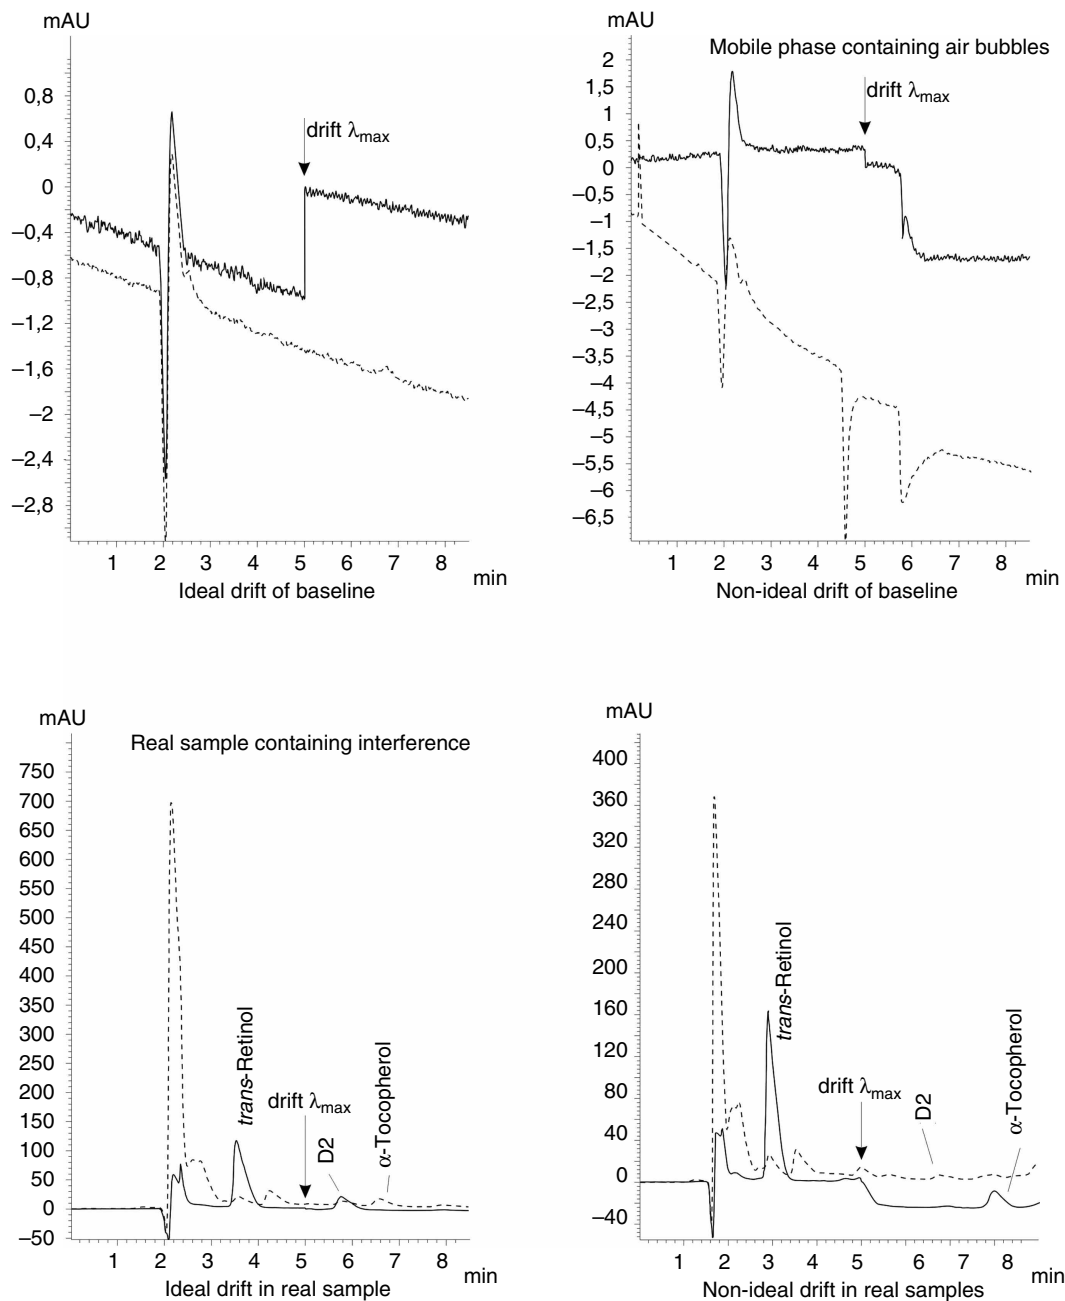 mAU
0,8
0,4
0
–0,4
–0,8
–1,2
–1,6
–2
–2,4
–2,8
drift λmax
1 2 3 4 5 6 7 8 min
Ideal drift of baseline
mAU
Mobile phase containing air bubbles
2
1,5
1
0,5
0
–0,5
–1
–1,5
–2
–2,5
–3
–3,5
–4
–4,5
–5
–5,5
–6
–6,5
drift λmax
1 2 3 4 5 6 7 8 min
Non-ideal drift of baseline
mAU
Real sample containing interference
750
700
650
600
550
500
450
400
350
300
250
200
150
100
50
0
–50
trans-Retinol
drift λmax
D2
α-Tocopherol
1 2 3 4 5 6 7 8 min
Ideal drift in real sample
mAU
400
360
320
280
240
200
160
120
80
40
0
–40
trans-Retinol
drift λmax
D2
α-Tocopherol
1 2 3 4 5 6 7 8 min
Non-ideal drift in real samples